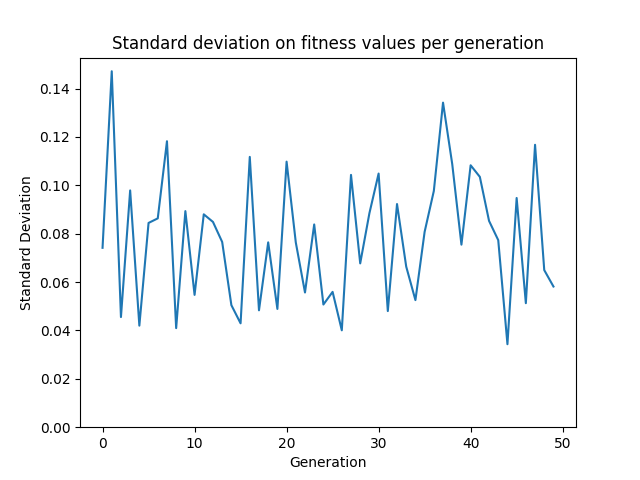 Standard deviation on fitness values per generation
0.14
0.12
0.10
0.08
0.06
0.04
0.02
0.00
Standard Deviation
0 10 20 30 40 50
Generation